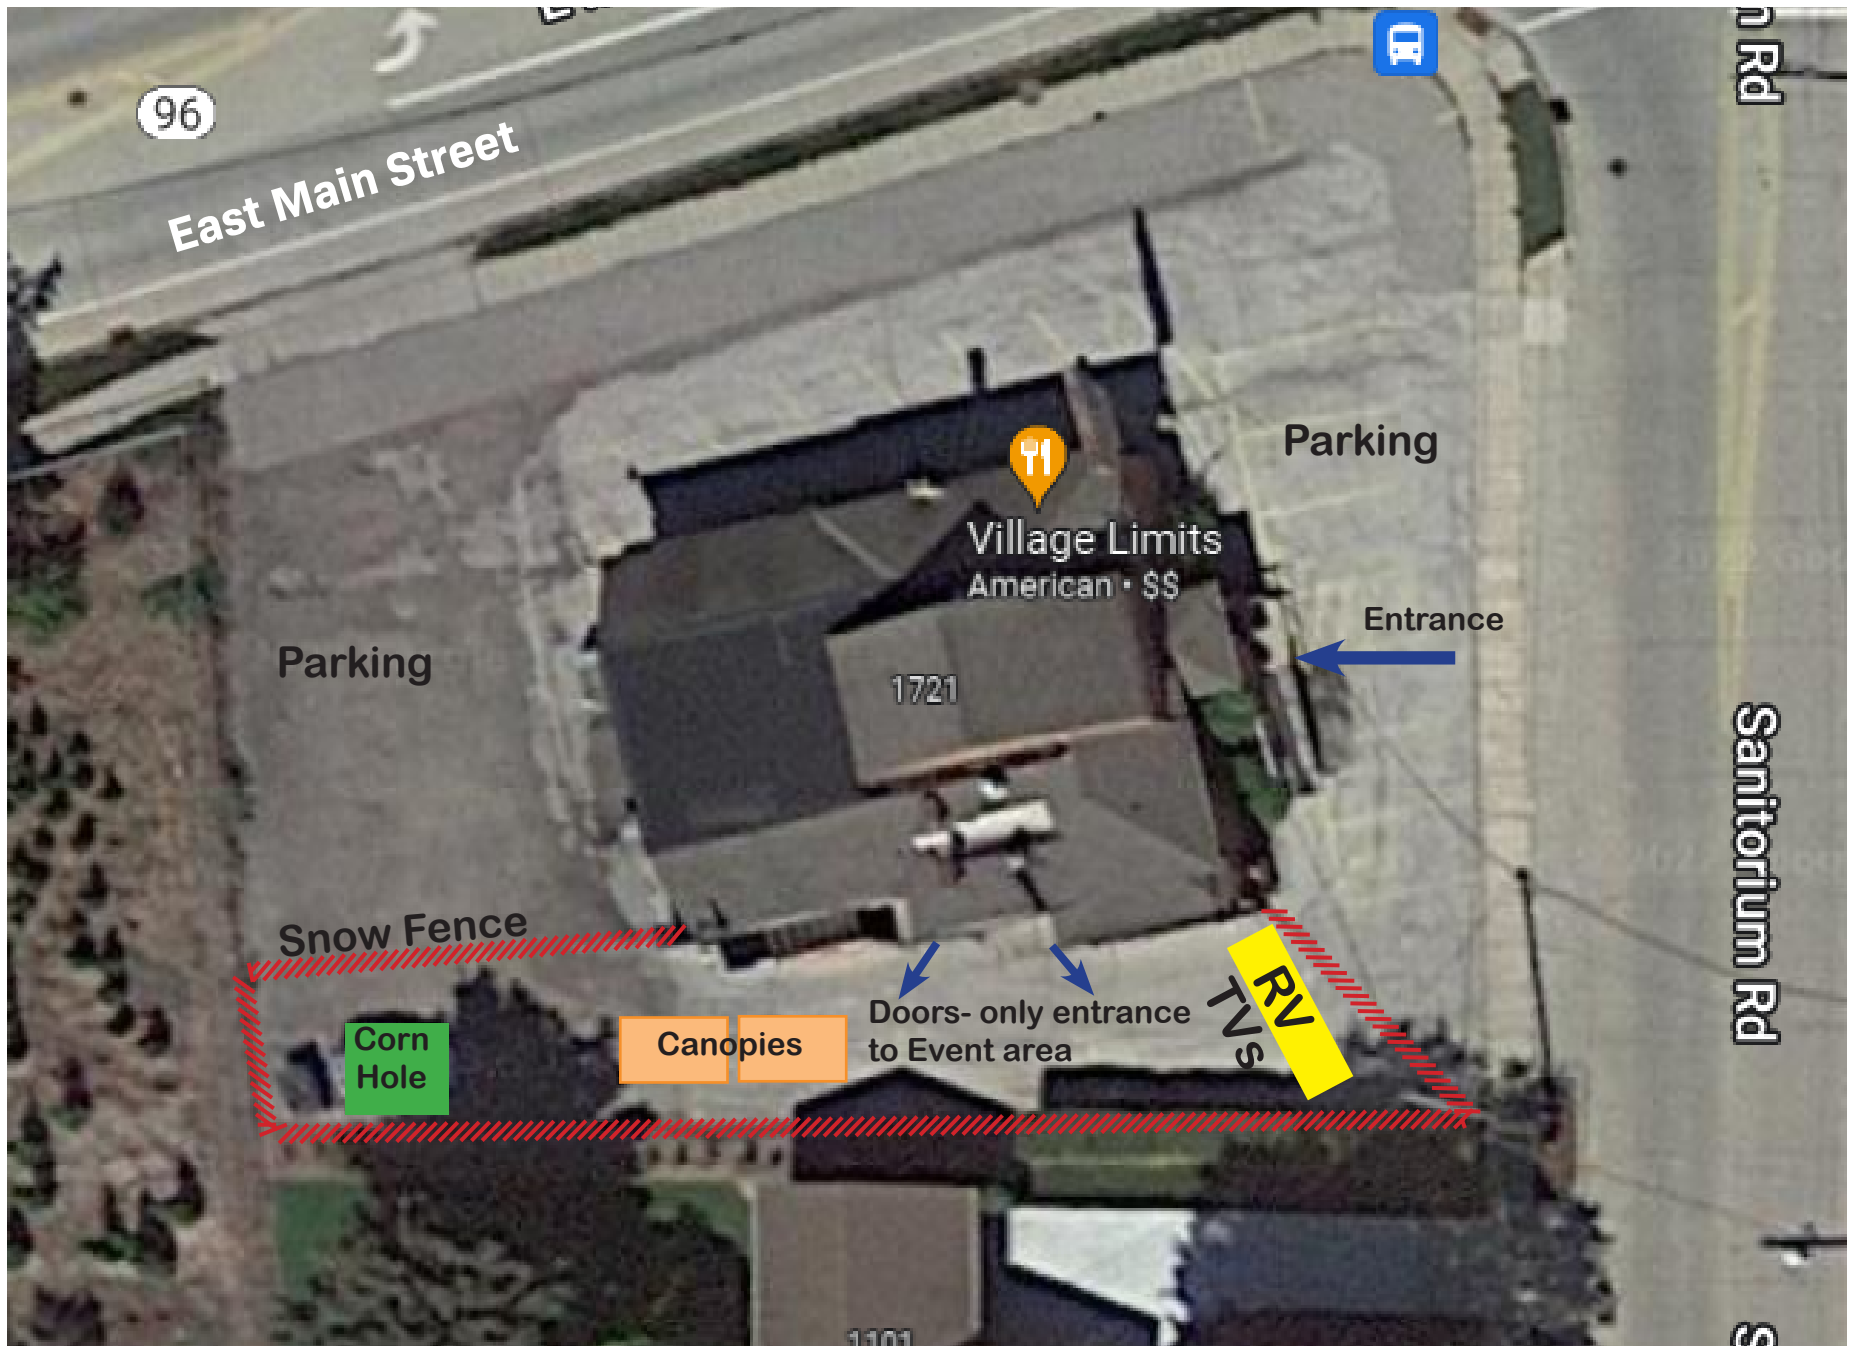 96
East Main Street
n Rd
Parking
Village Limits
American • $$
Entrance
Parking
1721
Sanitorium Rd
Snow Fence
Corn
Hole
Canopies
Doors- only entrance
to Event area
RV
TVs
1101
S